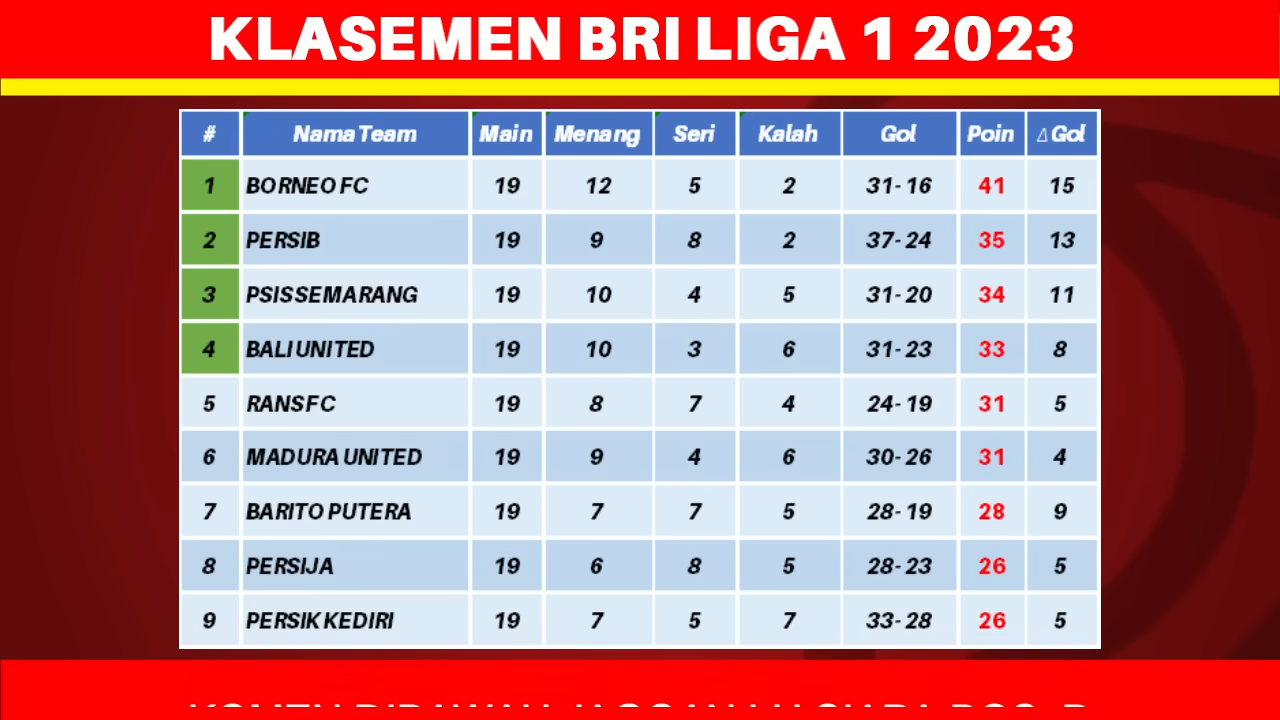 KLASEMEN BRI LIGA 1 2023
# Nama Team Main Menang Seri Kalah Gol Poin Δ Gol
1 BORNEO FC 19 12 5 2 31-16 41 15
2 PERSIB 19 9 8 2 37-24 35 13
3 PSIS SEMARANG 19 10 4 5 31-20 34 11
4 BALI UNITED 19 10 3 6 31-23 33 8
5 RANS FC 19 8 7 4 24-19 31 5
6 MADURA UNITED 19 9 4 6 30-26 31 4
7 BARITO PUTERA 19 7 7 5 28-19 28 9
8 PERSIJA 19 6 8 5 28-23 26 5
9 PERSIK KEDIRI 19 7 5 7 33-28 26 5